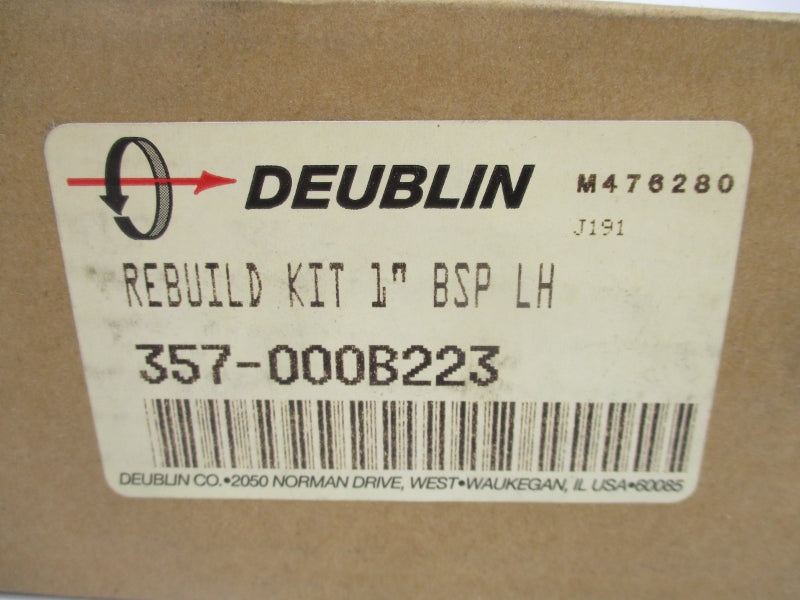 DEUBLIN M476280
J191
REBUILD KIT 1" BSP LH
357-000B223
DEUBLIN CO.•2050 NORMAN DRIVE, WEST•WAUKEGAN, IL USA•60085